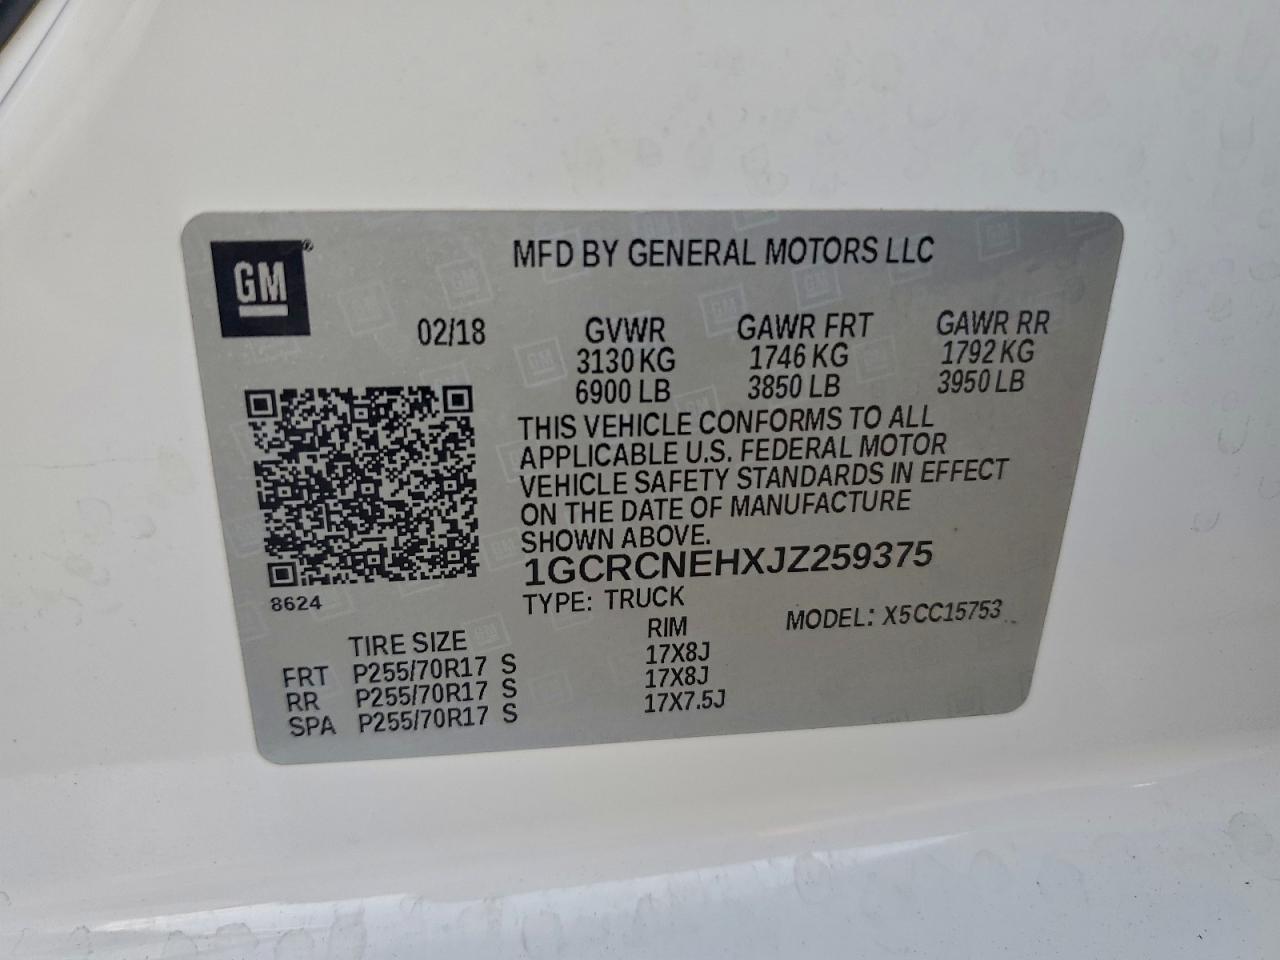 GM
MFD BY GENERAL MOTORS LLC
02/18
GVWR GAWR FRT GAWR RR
3130 KG 1746 KG 1792 KG
6900 LB 3850 LB 3950 LB
THIS VEHICLE CONFORMS TO ALL
APPLICABLE U.S. FEDERAL MOTOR
VEHICLE SAFETY STANDARDS IN EFFECT
ON THE DATE OF MANUFACTURE
SHOWN ABOVE.
1GCRCNEHXJZ259375
8624
TYPE: TRUCK
MODEL: X5CC15753
TIRE SIZE RIM
FRT P255/70R17 S 17X8J
RR P255/70R17 S 17X8J
SPA P255/70R17 S 17X7.5J